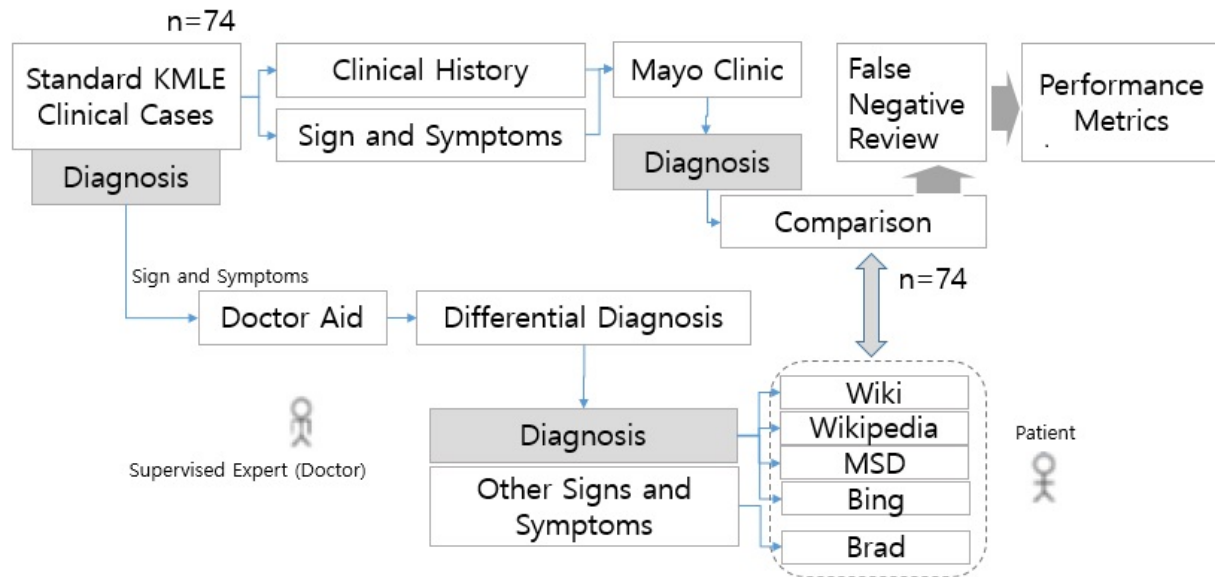 n=74
Standard KMLE
Clinical Cases
Diagnosis
Clinical History
Sign and Symptoms
Mayo Clinic
Diagnosis
Comparison
False
Negative
Review
Performance
Metrics
.
n=74
Sign and Symptoms
Doctor Aid
Differential Diagnosis
Diagnosis
Other Signs and
Symptoms
Supervised Expert (Doctor)
Wiki
Wikipedia
MSD
Bing
Brad
Patient